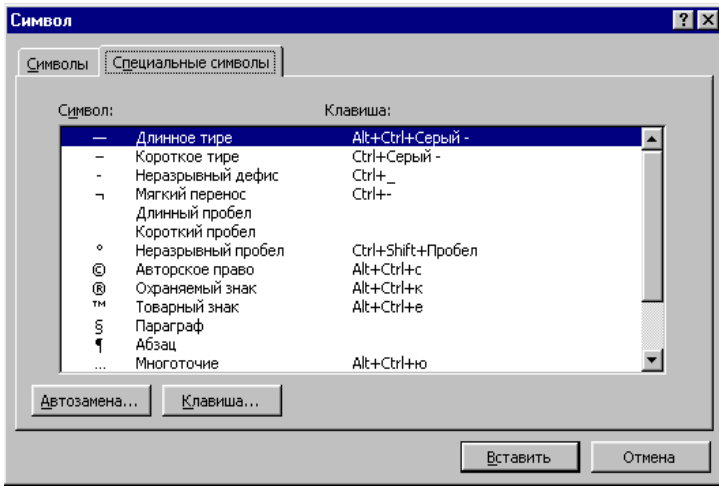 Символ
Символы Специальные символы
Символ: Клавиша:
— Длинное тире Alt+Ctrl+Серый -
– Короткое тире Ctrl+Серый -
- Неразрывный дефис Ctrl+_
¬ Мягкий перенос Ctrl+-
Длинный пробел
Короткий пробел
° Неразрывный пробел Ctrl+Shift+Пробел
© Авторское право Alt+Ctrl+с
® Охраняемый знак Alt+Ctrl+к
™ Товарный знак Alt+Ctrl+е
§ Параграф
¶ Абзац
... Многоточие Alt+Ctrl+ю
Автозамена... Клавиша...
Вставить Отмена